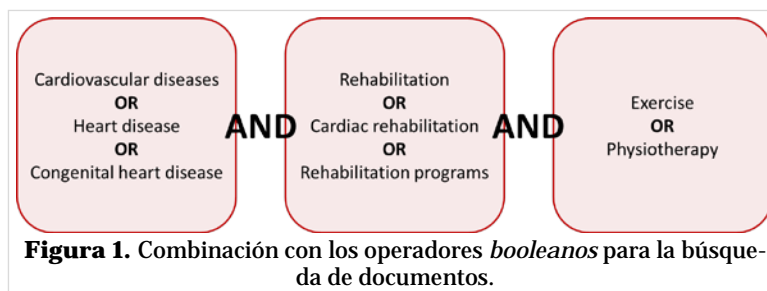 Cardiovascular diseases
OR
Heart disease
OR
Congenital heart disease
AND
Rehabilitation
OR
Cardiac rehabilitation
OR
Rehabilitation programs
AND
Exercise
OR
Physiotherapy
Figura 1. Combinación con los operadores booleanos para la búsque-
da de documentos.